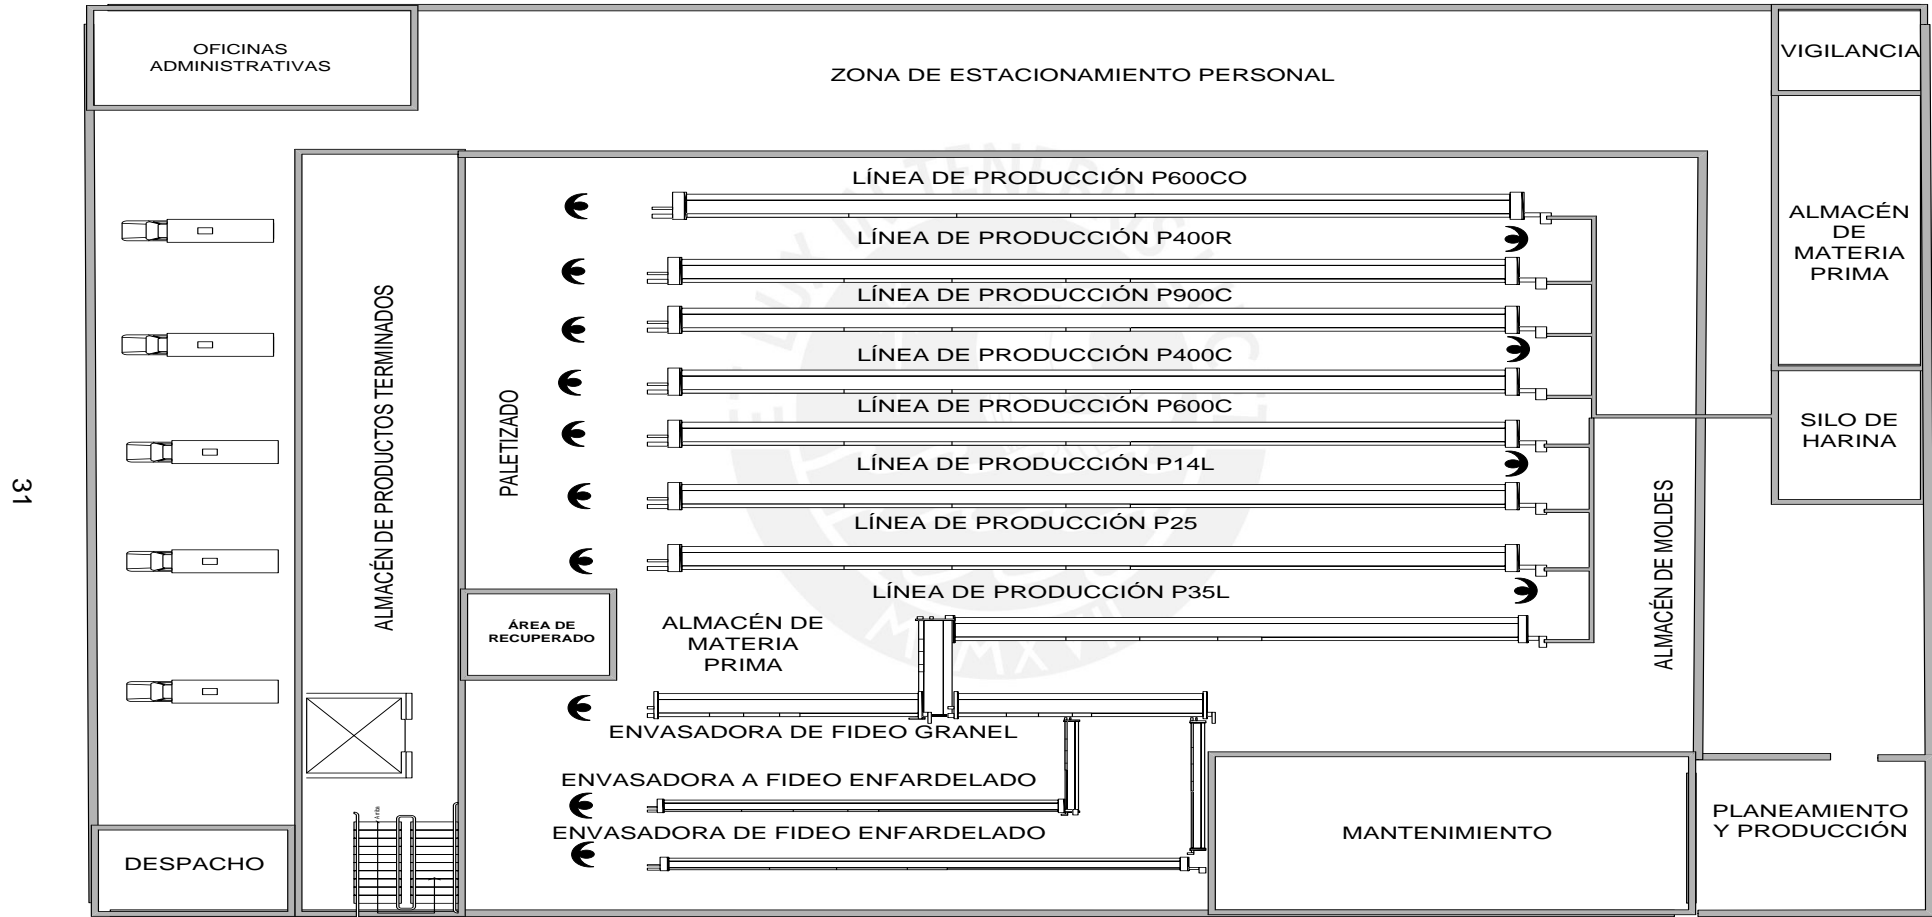 OFICINAS
ADMINISTRATIVAS
ZONA DE ESTACIONAMIENTO PERSONAL
VIGILANCIA
ALMACÉN
DE
MATERIA
PRIMA
SILO DE
HARINA
LÍNEA DE PRODUCCIÓN P600CO
LÍNEA DE PRODUCCIÓN P400R
LÍNEA DE PRODUCCIÓN P900C
LÍNEA DE PRODUCCIÓN P400C
LÍNEA DE PRODUCCIÓN P600C
LÍNEA DE PRODUCCIÓN P14L
LÍNEA DE PRODUCCIÓN P25
LÍNEA DE PRODUCCIÓN P35L
ALMACÉN DE PRODUCTOS TERMINADOS
PALETIZADO
ALMACÉN DE MOLDES
31
ÁREA DE
RECUPERADO
ALMACÉN DE
MATERIA
PRIMA
ENVASADORA DE FIDEO GRANEL
ENVASADORA A FIDEO ENFARDELADO
ENVASADORA DE FIDEO ENFARDELADO
MANTENIMIENTO
PLANEAMIENTO
Y PRODUCCIÓN
DESPACHO